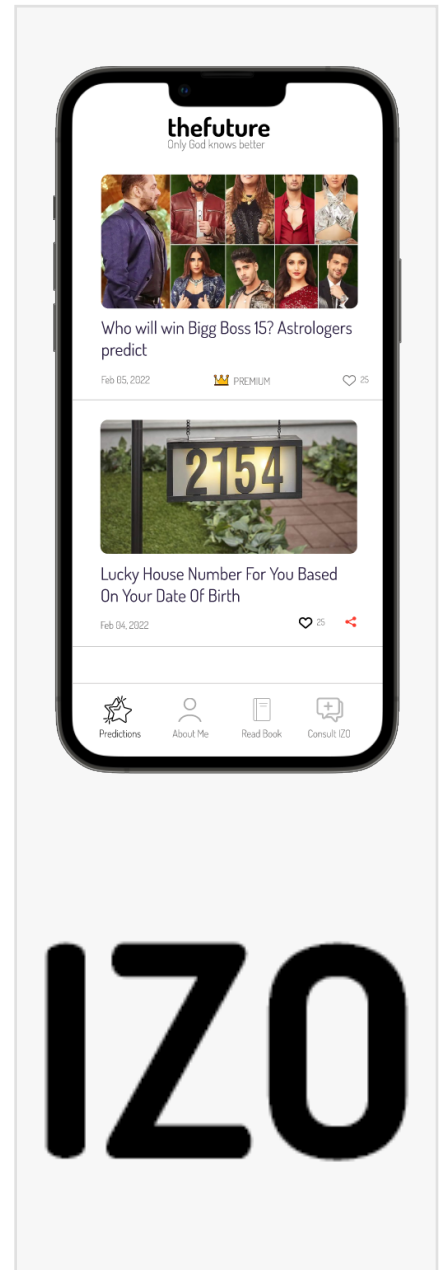 thefuture
Only God knows better
Who will win Bigg Boss 15? Astrologers
predict
Feb 05, 2022 PREMIUM 25
2154
Lucky House Number For You Based
On Your Date Of Birth
Feb 04, 2022 25
Predictions About Me Read Book Consult IZO
IZO